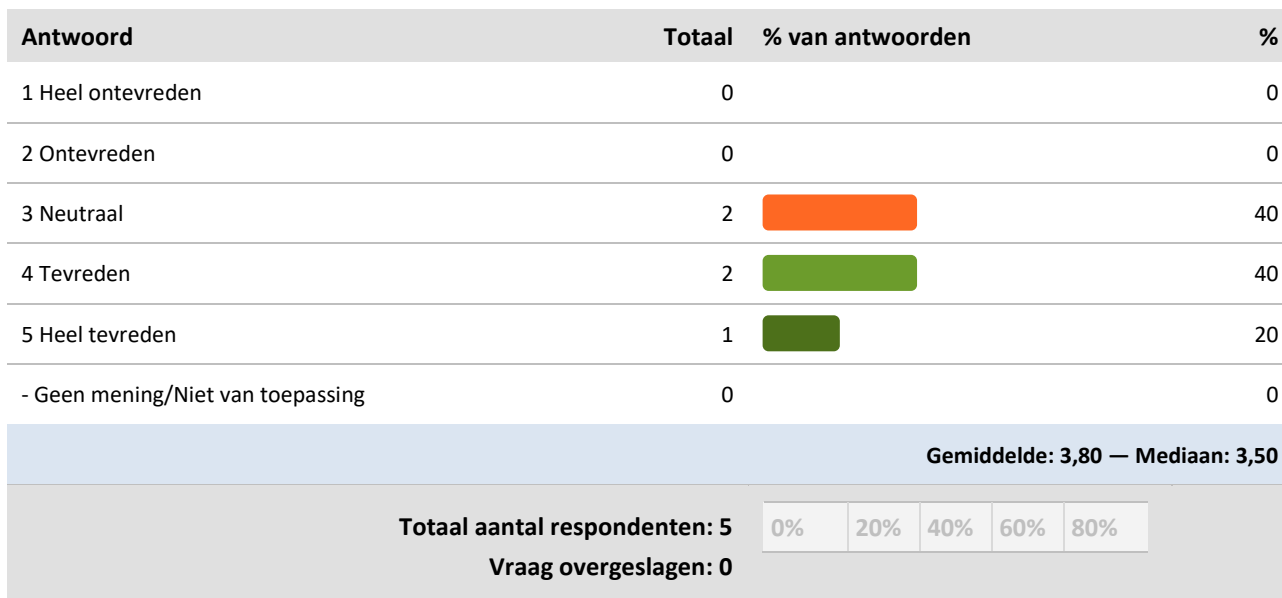 Antwoord Totaal % van antwoorden %
1 Heel ontevreden 0 0
2 Ontevreden 0 0
3 Neutraal 2 40
4 Tevreden 2 40
5 Heel tevreden 1 20
- Geen mening/Niet van toepassing 0 0
Gemiddelde: 3,80 — Mediaan: 3,50
Totaal aantal respondenten: 5 0% 20% 40% 60% 80%
Vraag overgeslagen: 0